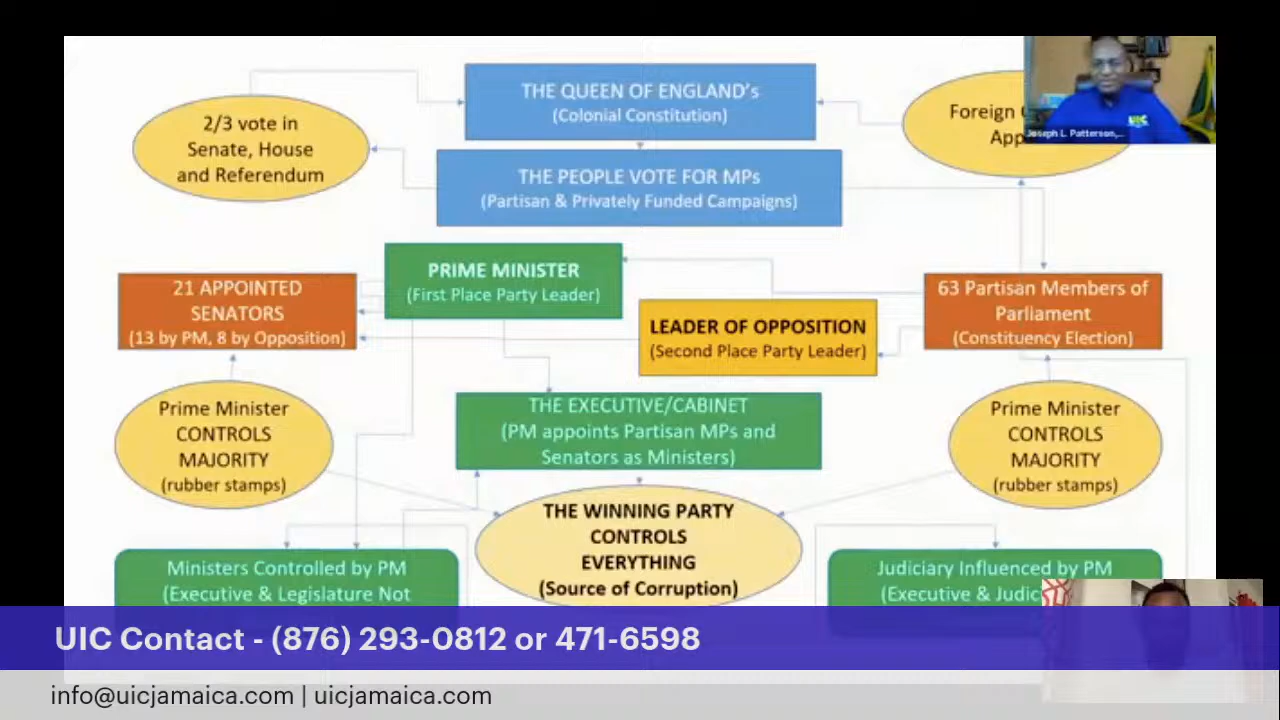 THE QUEEN OF ENGLAND's
(Colonial Constitution)
2/3 vote in
Senate, House
and Referendum
Foreign
App
UIC
Joseph L. Patterson,...
THE PEOPLE VOTE FOR MPs
(Partisan & Privately Funded Campaigns)
PRIME MINISTER
(First Place Party Leader)
21 APPOINTED
SENATORS
(13 by PM, 8 by Opposition)
LEADER OF OPPOSITION
(Second Place Party Leader)
63 Partisan Members of
Parliament
(Constituency Election)
Prime Minister
CONTROLS
MAJORITY
(rubber stamps)
THE EXECUTIVE/CABINET
(PM appoints Partisan MPs and
Senators as Ministers)
Prime Minister
CONTROLS
MAJORITY
(rubber stamps)
THE WINNING PARTY
CONTROLS
EVERYTHING
(Source of Corruption)
Ministers Controlled by PM
(Executive & Legislature Not
Judiciary Influenced by PM
(Executive & Judic
UIC Contact - (876) 293-0812 or 471-6598
info@uicjamaica.com | uicjamaica.com